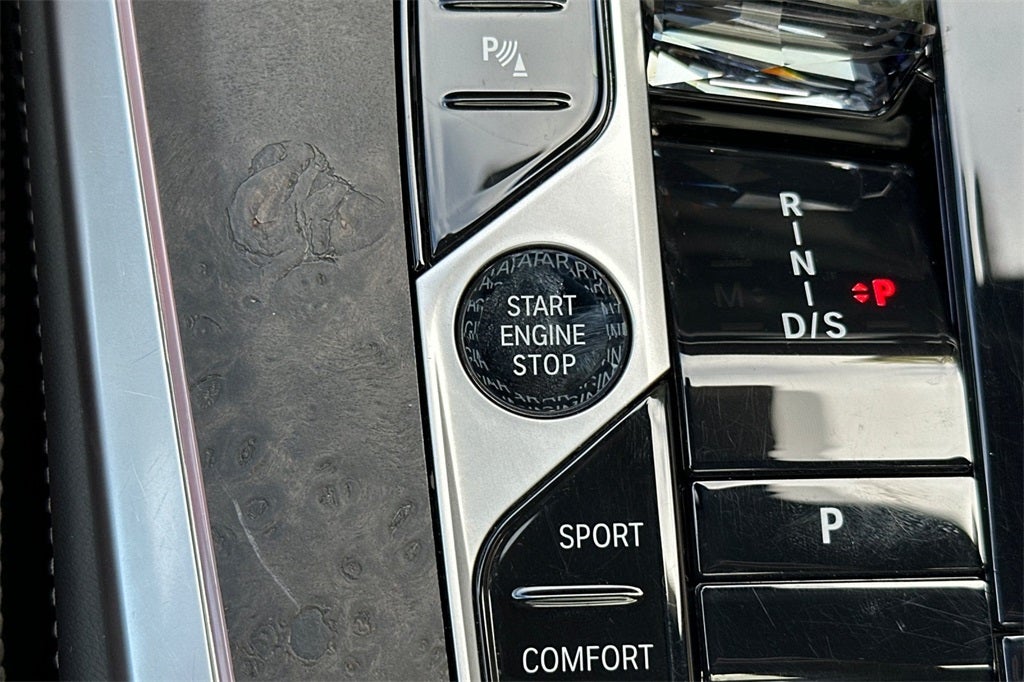 P
R
N
M
P
D/S
START
ENGINE
STOP
P
SPORT
COMFORT